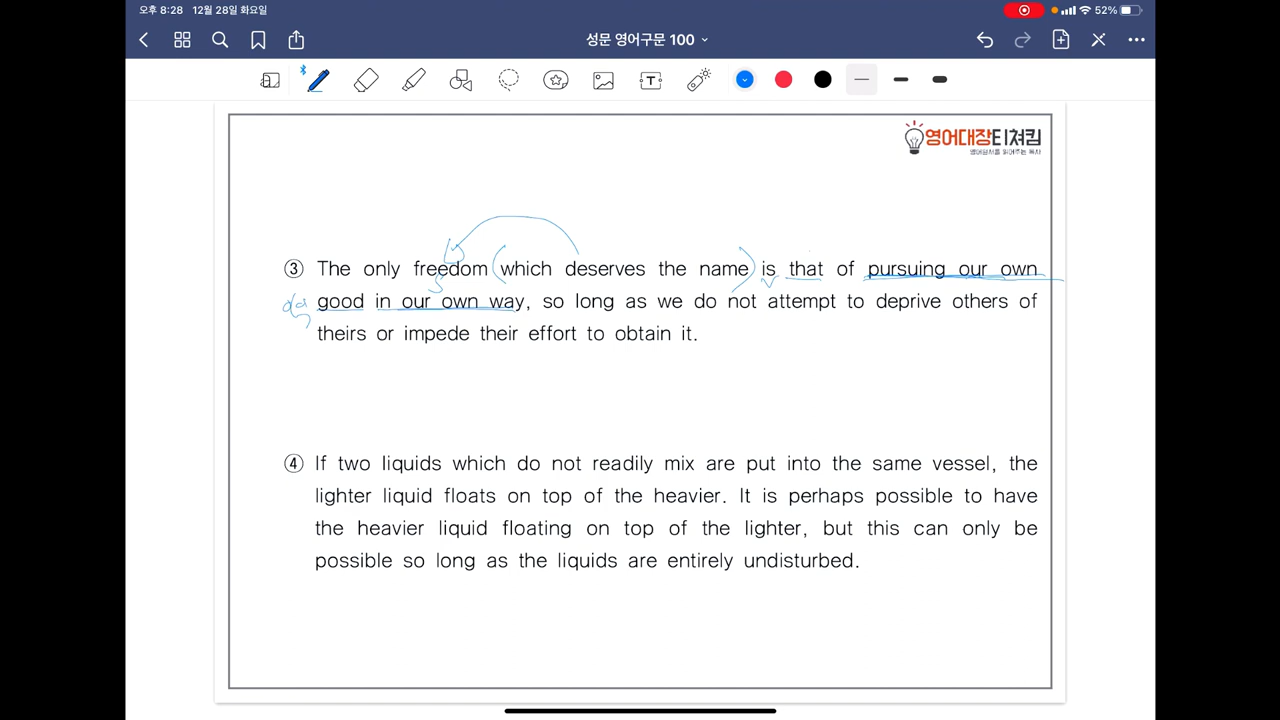 오후 8:28 12월 28일 화요일
52%
성문 영어구문 100
T
영어대장티쳐킴
③ The only freedom (which deserves the name) is that of pursuing our own
good in our own way, so long as we do not attempt to deprive others of
theirs or impede their effort to obtain it.
S
V
④ If two liquids which do not readily mix are put into the same vessel, the
lighter liquid floats on top of the heavier. It is perhaps possible to have
the heavier liquid floating on top of the lighter, but this can only be
possible so long as the liquids are entirely undisturbed.